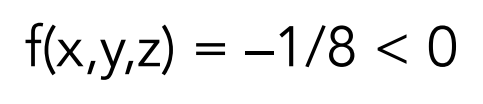 f(x,y,z) = –1/8 < 0